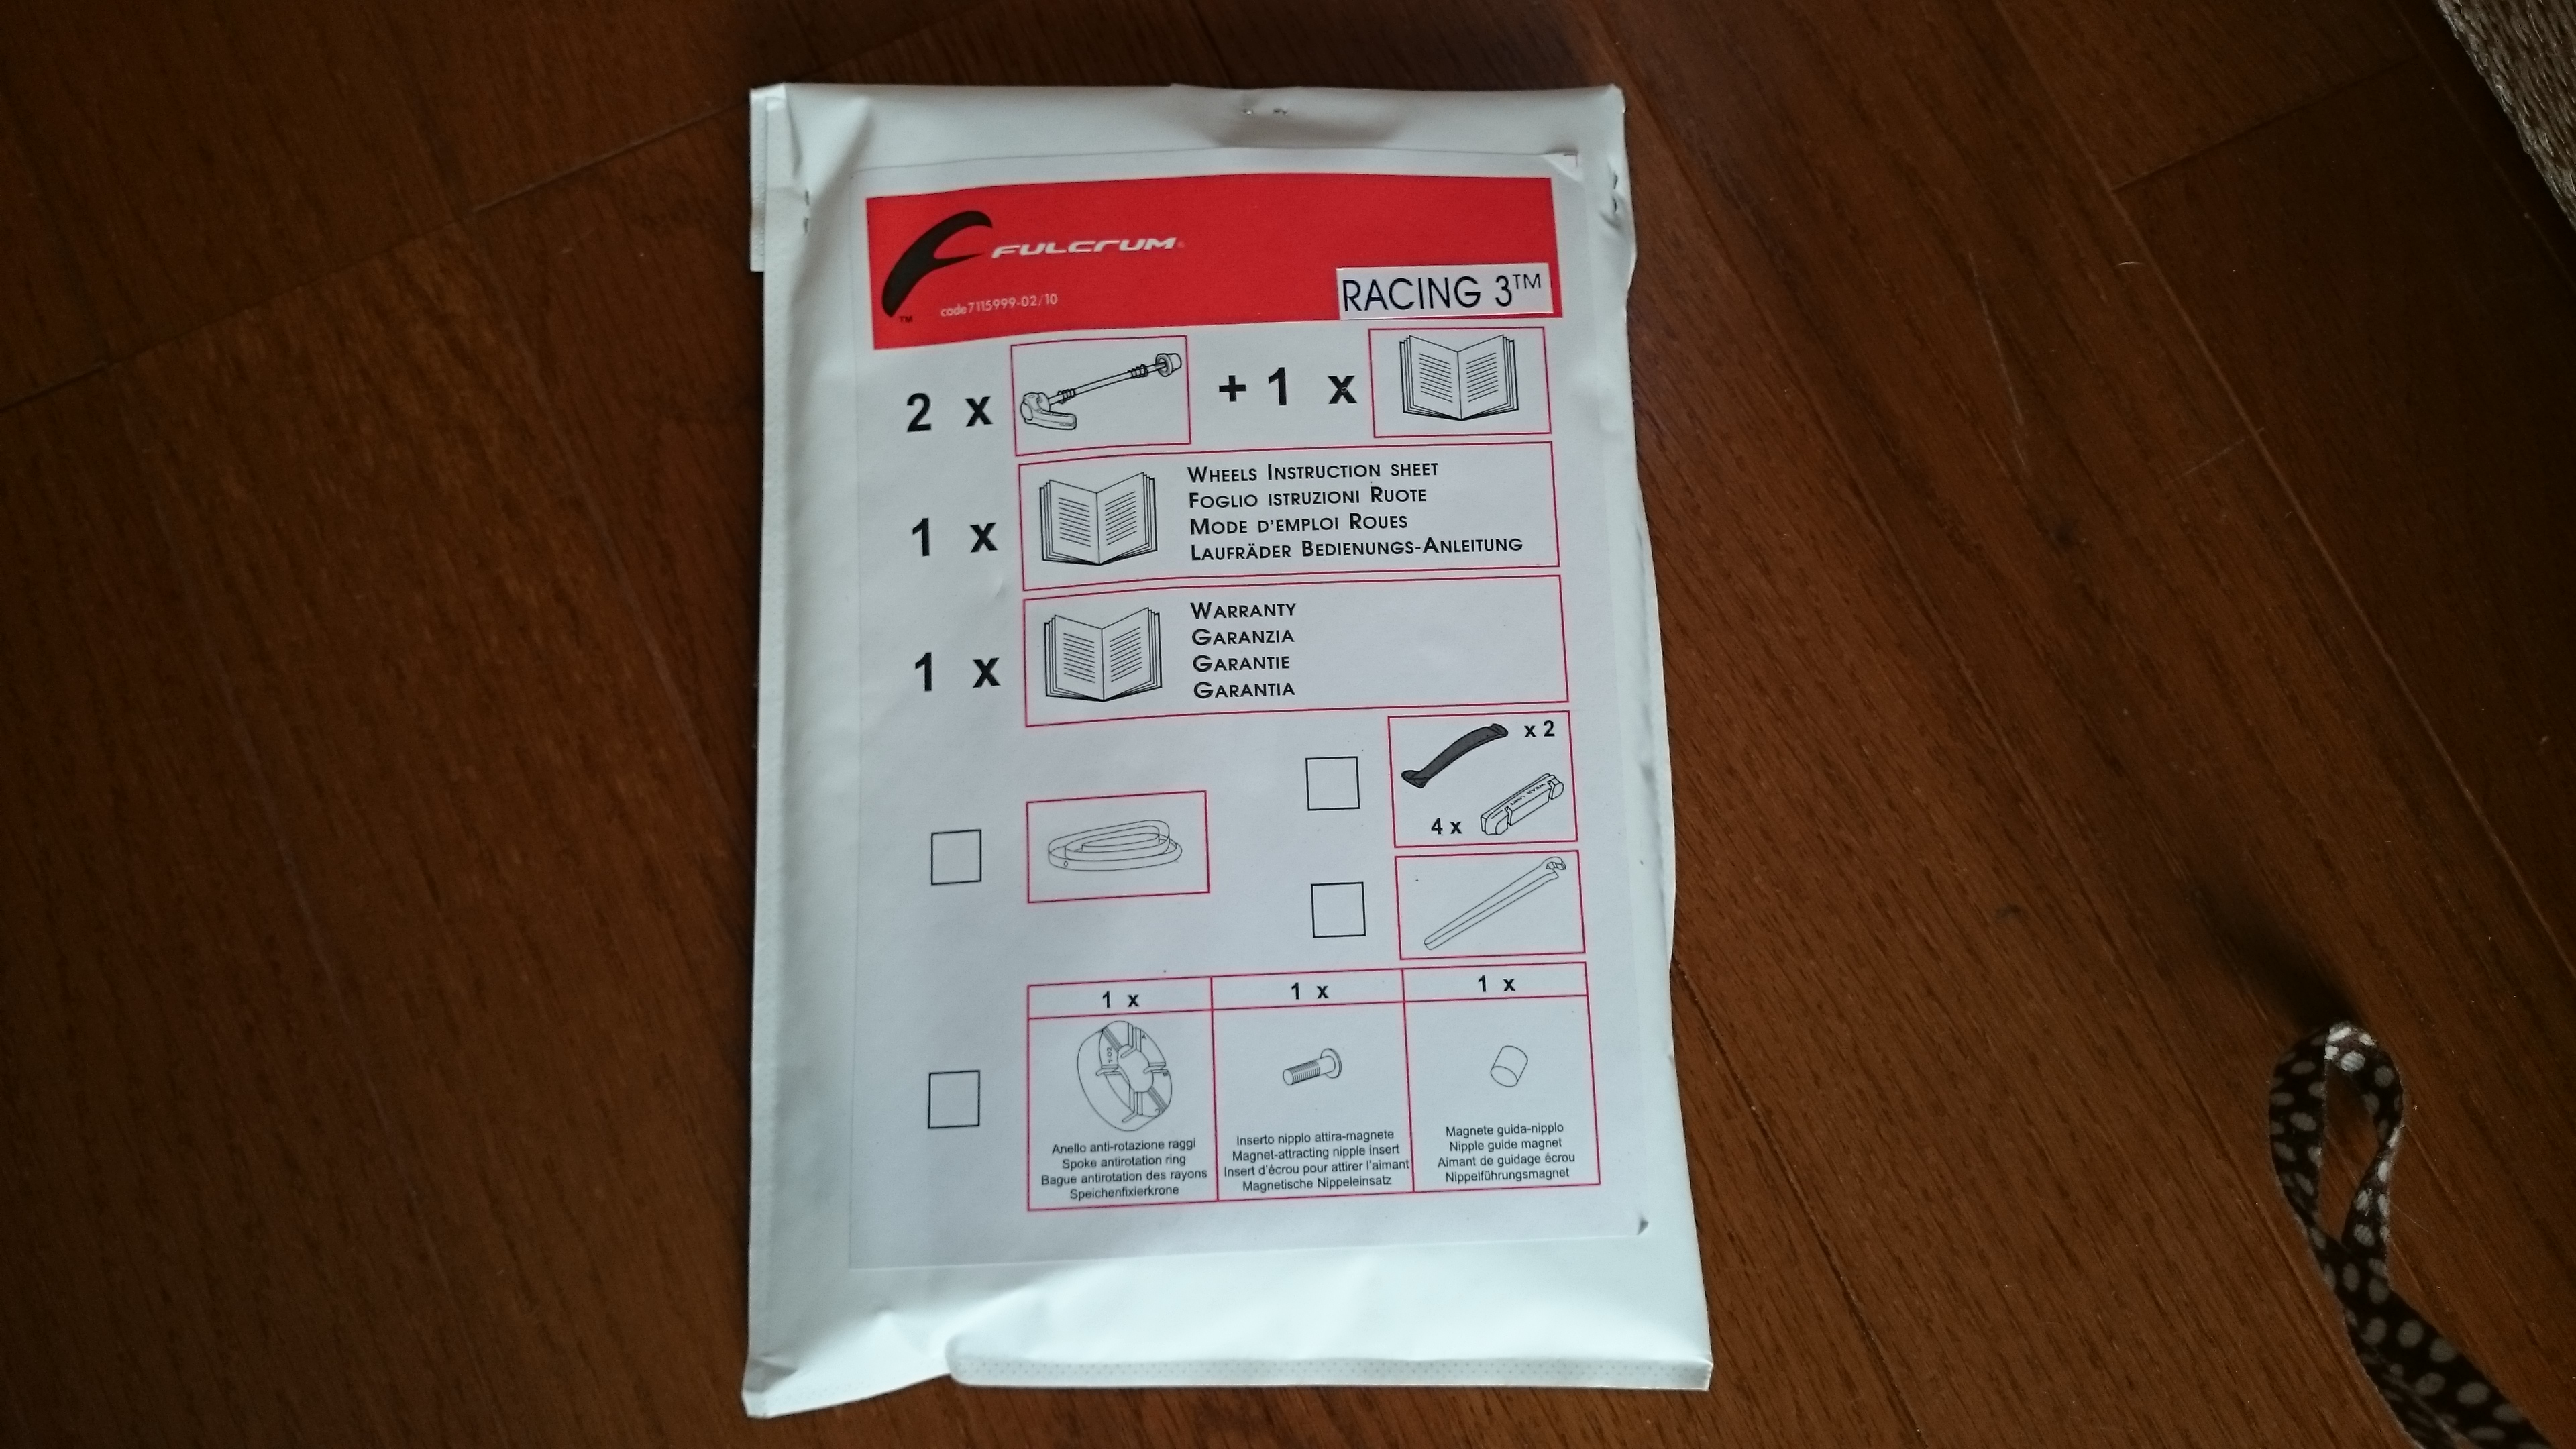 FULCRUM®
code7115999-02/10
TM
RACING 3™
2 x
+ 1 x
1 x
WHEELS INSTRUCTION SHEET
FOGLIO ISTRUZIONI RUOTE
MODE D'EMPLOI ROUES
LAUFRÄDER BEDIENUNGS-ANLEITUNG
1 x
WARRANTY
GARANZIA
GARANTIE
GARANTIA
x 2
4 x
1 x
1 x
1 x
Anello anti-rotazione raggi
Spoke antirotation ring
Bague antirotation des rayons
Speichenfixierkrone
Inserto nipplo attira-magnete
Magnet-attracting nipple insert
Insert d'écrou pour attirer l'aimant
Magnetische Nippeleinsatz
Magnete guida-nipplo
Nipple guide magnet
Aimant de guidage écrou
Nippelführungsmagnet